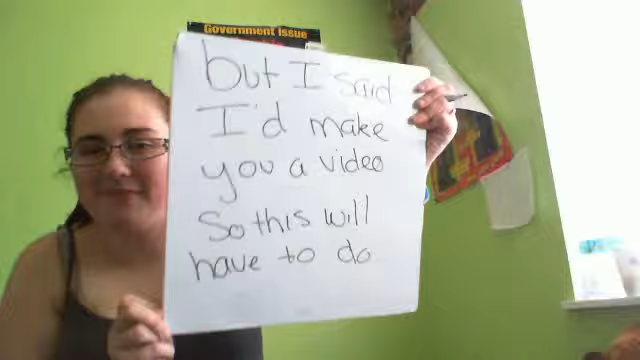 Government Issue
but I said
I'd make
you a video
So this will
have to do